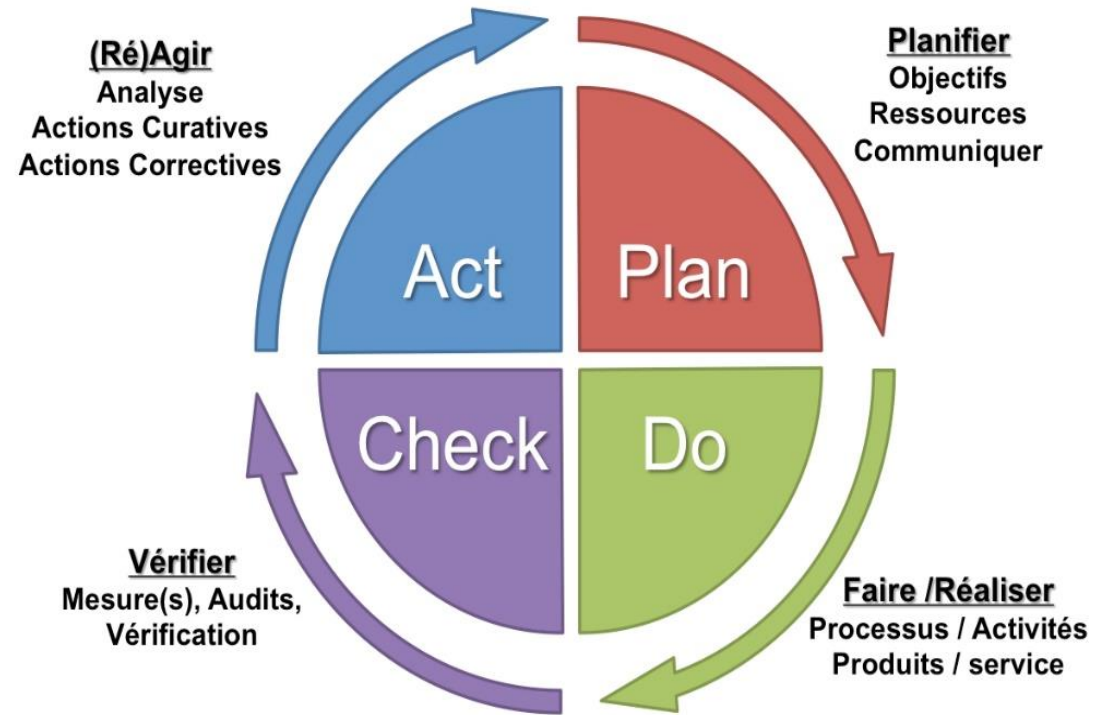 (Ré)Agir
Analyse
Actions Curatives
Actions Correctives
Planifier
Objectifs
Ressources
Communiquer
Act
Plan
Check
Do
Vérifier
Mesure(s), Audits,
Vérification
Faire /Réaliser
Processus / Activités
Produits / service